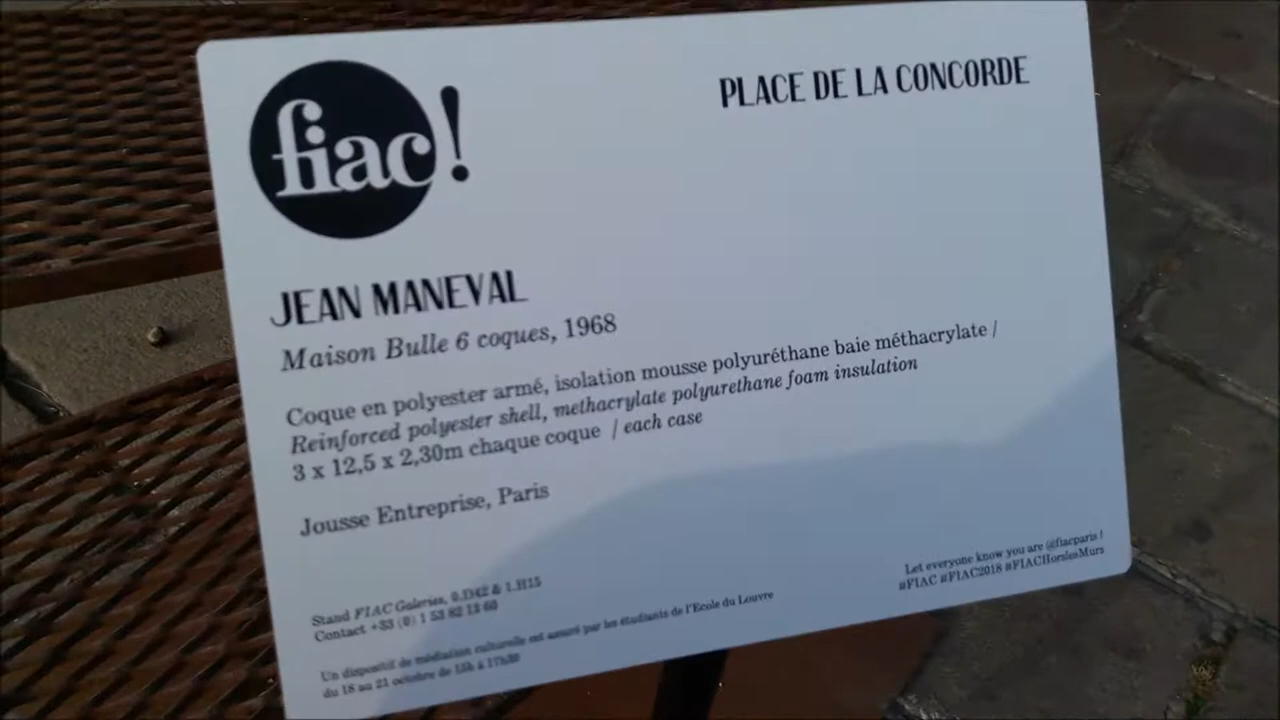 fiac!
PLACE DE LA CONCORDE
JEAN MANEVAL
Maison Bulle 6 coques, 1968
Coque en polyester armé, isolation mousse polyuréthane baie méthacrylate /
Reinforced polyester shell, methacrylate polyurethane foam insulation
3 x 12,5 x 2,30m chaque coque / each case
Jousse Entreprise, Paris
Stand FIAC Galeries, 0.D42 & 1.H15
Contact +33 (0) 1 53 82 13 60
Un dispositif de médiation culturelle est assuré par les étudiants de l'Ecole du Louvre
du 18 au 21 octobre de 15h à 17h30
Let everyone know you are @fiacparis !
#FIAC #FIAC2018 #FIACHorslesMurs